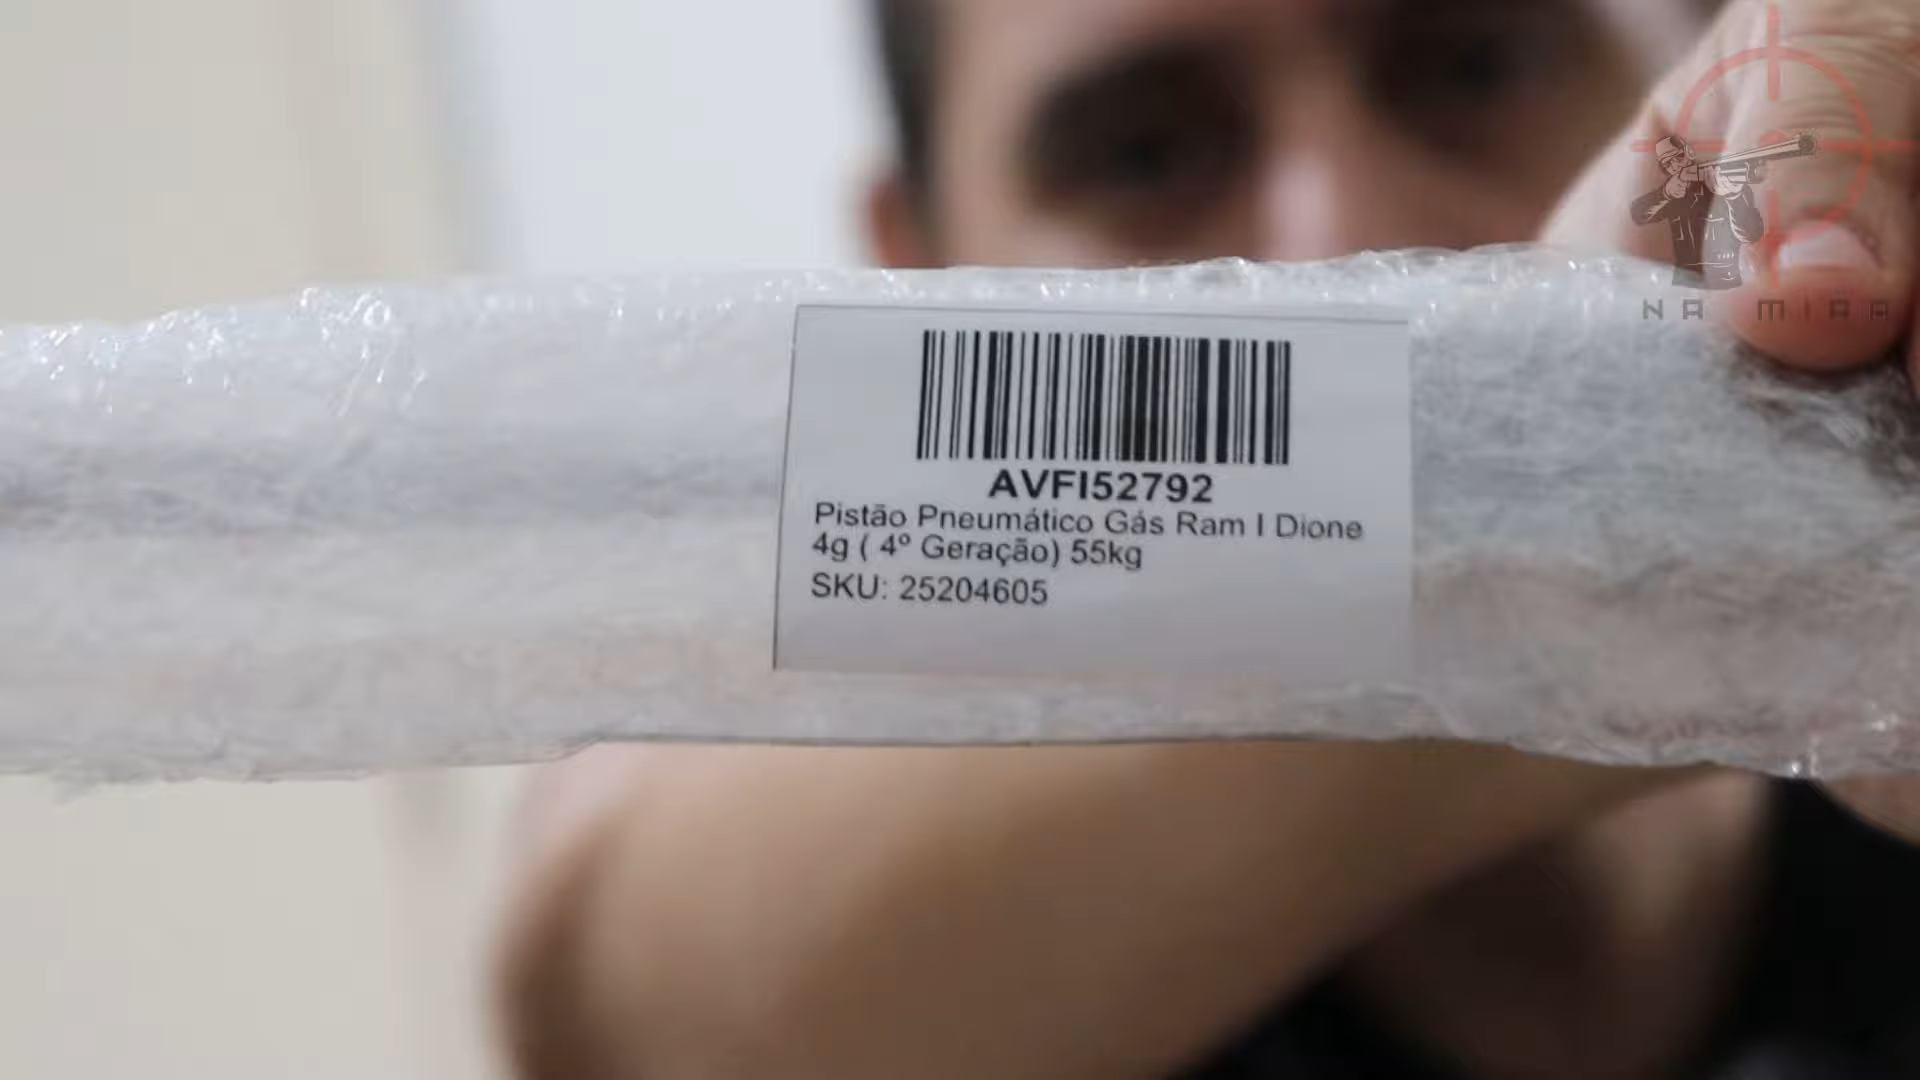 NA MIRA
AVFI52792
Pistão Pneumático Gás Ram I Dione
4g ( 4º Geração) 55kg
SKU: 25204605